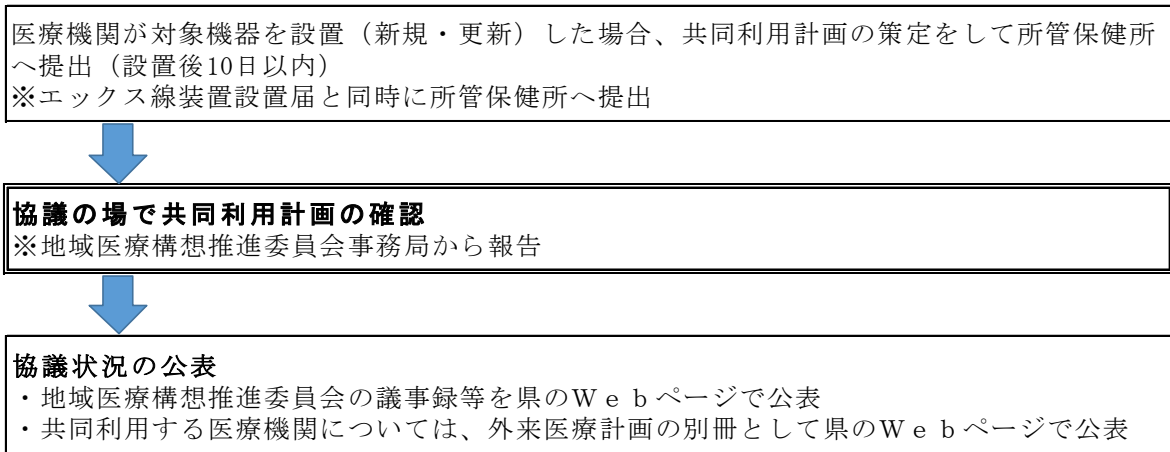 医療機関が対象機器を設置（新規・更新）した場合、共同利用計画の策定をして所管保健所
へ提出（設置後10日以内）
※エックス線装置設置届と同時に所管保健所へ提出
協議の場で共同利用計画の確認
※地域医療構想推進委員会事務局から報告
協議状況の公表
・地域医療構想推進委員会の議事録等を県のＷｅｂページで公表
・共同利用する医療機関については、外来医療計画の別冊として県のＷｅｂページで公表